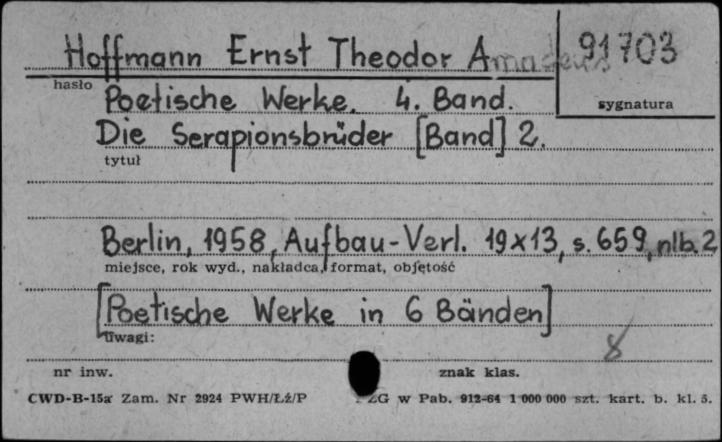 Hoffmann Ernst Theodor Amadeus 91703
hasło
sygnatura
Poetische Werke. 4. Band.
Die Serapionsbrüder [Band] 2.
tytuł
Berlin, 1958, Aufbau-Verl. 19x13, s. 659, nlb. 2
miejsce, rok wyd., nakładca, format, objętość
[Poetische Werke in 6 Bänden]
Uwagi:
8
nr inw. znak klas.
CWD-B-15a Zam. Nr 2924 PWH/Łź/P ZG w Pab. 912-64 1 000 000 szt. kart. b. kl. 5.